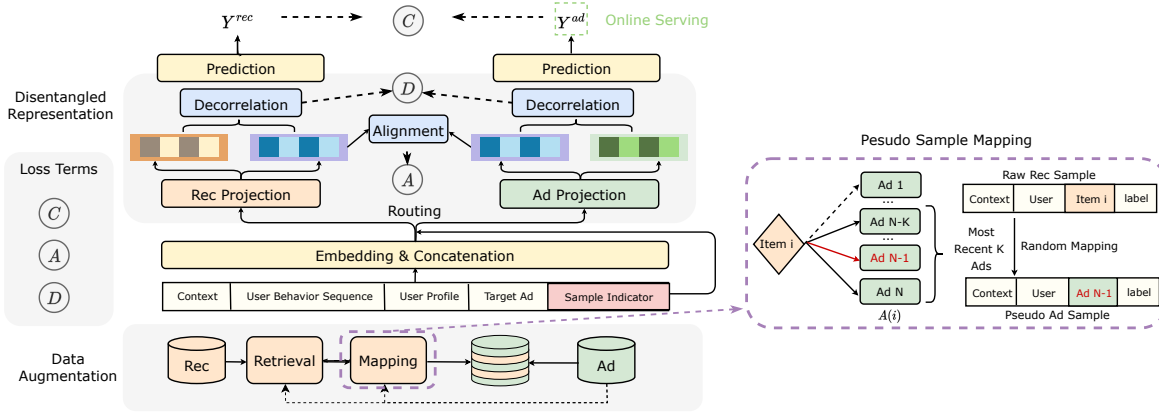 Y^{rec}
C
Y^{ad}
Online Serving
Prediction
Prediction
Disentangled
Representation
Decorrelation
D
Decorrelation
Alignment
A
Rec Projection
Ad Projection
Routing
Loss Terms
C
A
D
Embedding & Concatenation
Context
User Behavior Sequence
User Profile
Target Ad
Sample Indicator
Data
Augmentation
Rec
Retrieval
Mapping
Ad
Pesudo Sample Mapping
Item i
Ad 1
...
Ad N-K
...
Ad N-1
Ad N
A(i)
Most
Recent K
Ads
Raw Rec Sample
Context
User
Item i
label
Random Mapping
Context
User
Ad N-1
label
Pseudo Ad Sample